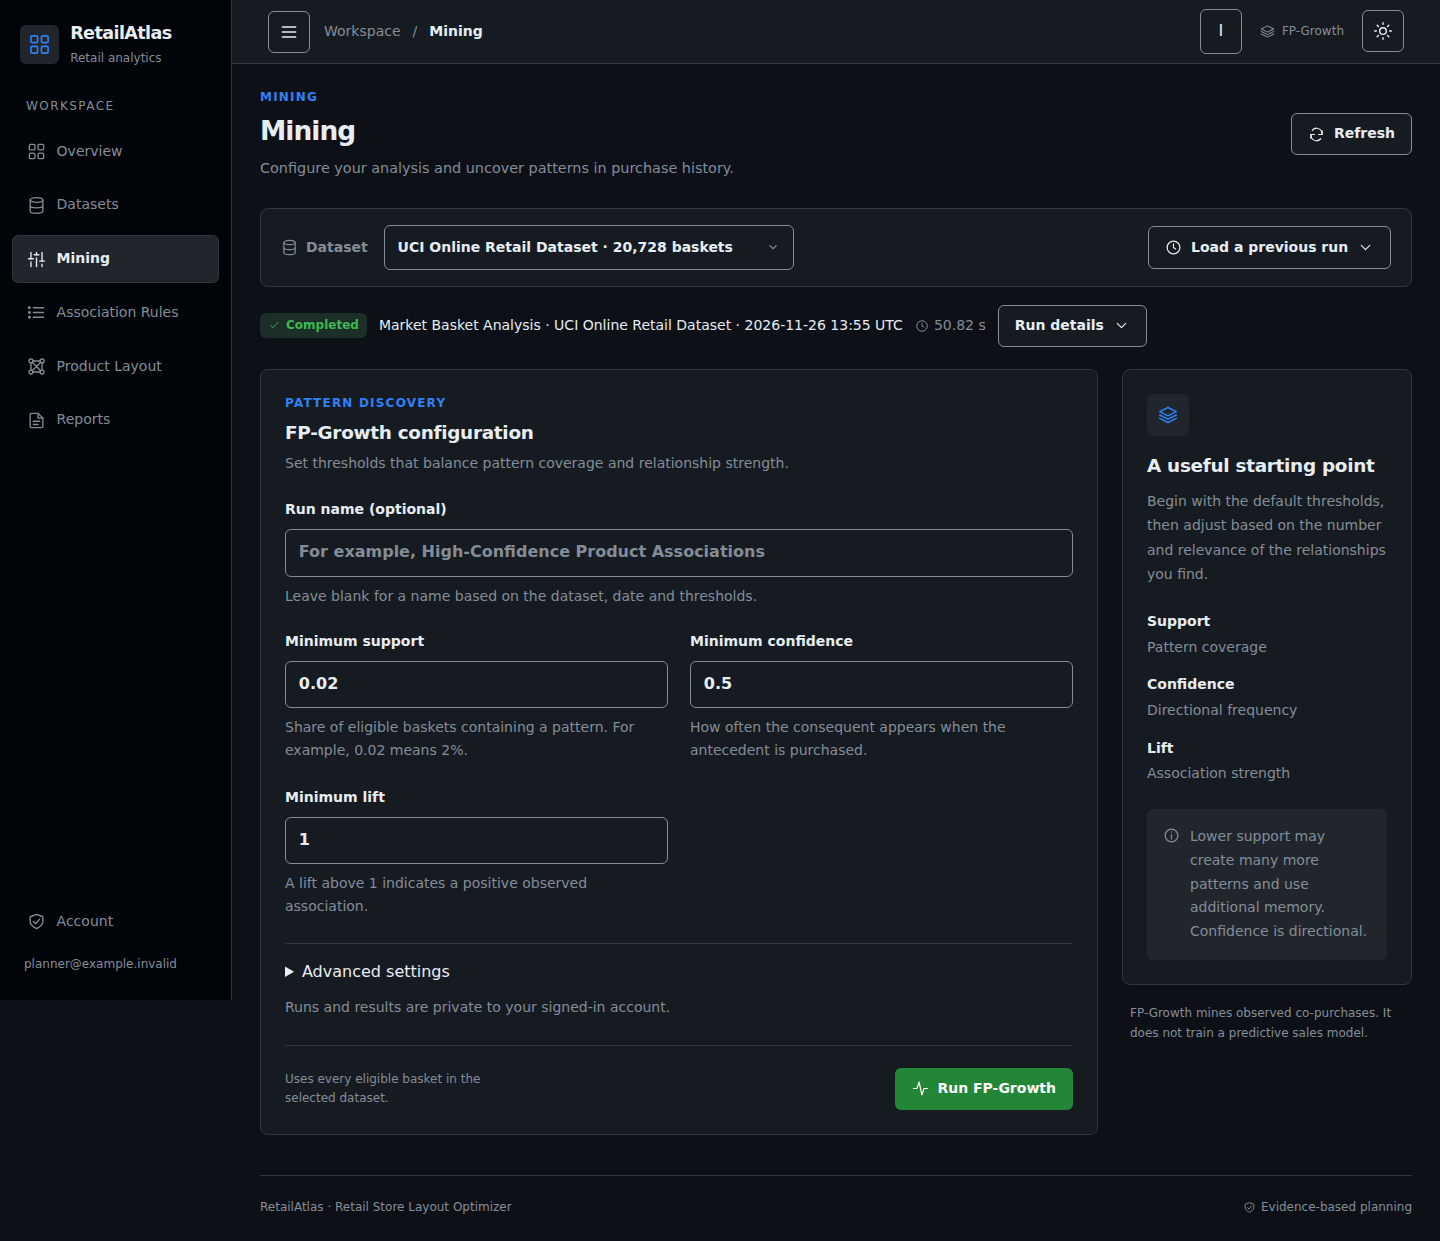 RetailAtlas
Retail analytics
WORKSPACE
Overview
Datasets
Mining
Association Rules
Product Layout
Reports
Account
planner@example.invalid
Workspace / Mining
I
FP-Growth
MINING
Mining
Configure your analysis and uncover patterns in purchase history.
Refresh
Dataset
UCI Online Retail Dataset · 20,728 baskets
Load a previous run
Completed
Market Basket Analysis · UCI Online Retail Dataset · 2026-11-26 13:55 UTC
50.82 s
Run details
PATTERN DISCOVERY
FP-Growth configuration
Set thresholds that balance pattern coverage and relationship strength.
Run name (optional)
For example, High-Confidence Product Associations
Leave blank for a name based on the dataset, date and thresholds.
Minimum support
0.02
Share of eligible baskets containing a pattern. For
example, 0.02 means 2%.
Minimum confidence
0.5
How often the consequent appears when the
antecedent is purchased.
Minimum lift
1
A lift above 1 indicates a positive observed
association.
Advanced settings
Runs and results are private to your signed-in account.
Uses every eligible basket in the
selected dataset.
Run FP-Growth
A useful starting point
Begin with the default thresholds,
then adjust based on the number
and relevance of the relationships
you find.
Support
Pattern coverage
Confidence
Directional frequency
Lift
Association strength
Lower support may
create many more
patterns and use
additional memory.
Confidence is directional.
FP-Growth mines observed co-purchases. It
does not train a predictive sales model.
RetailAtlas · Retail Store Layout Optimizer
Evidence-based planning